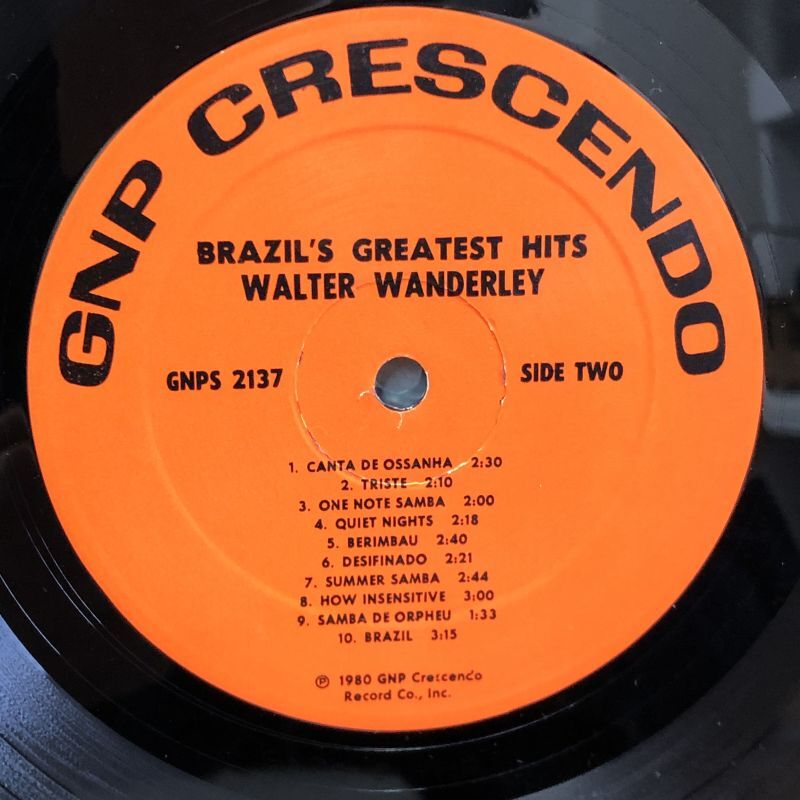 GNP CRESCENDO
BRAZIL'S GREATEST HITS
WALTER WANDERLEY
GNPS 2137
SIDE TWO
1. CANTA DE OSSANHA 2:30
2. TRISTE 2:10
3. ONE NOTE SAMBA 2:00
4. QUIET NIGHTS 2:18
5. BERIMBAU 2:40
6. DESIFINADO 2:21
7. SUMMER SAMBA 2:44
8. HOW INSENSITIVE 3:00
9. SAMBA DE ORPHEU 1:33
10. BRAZIL 3:15
℗ 1980 GNP Crescendo
Record Co., Inc.